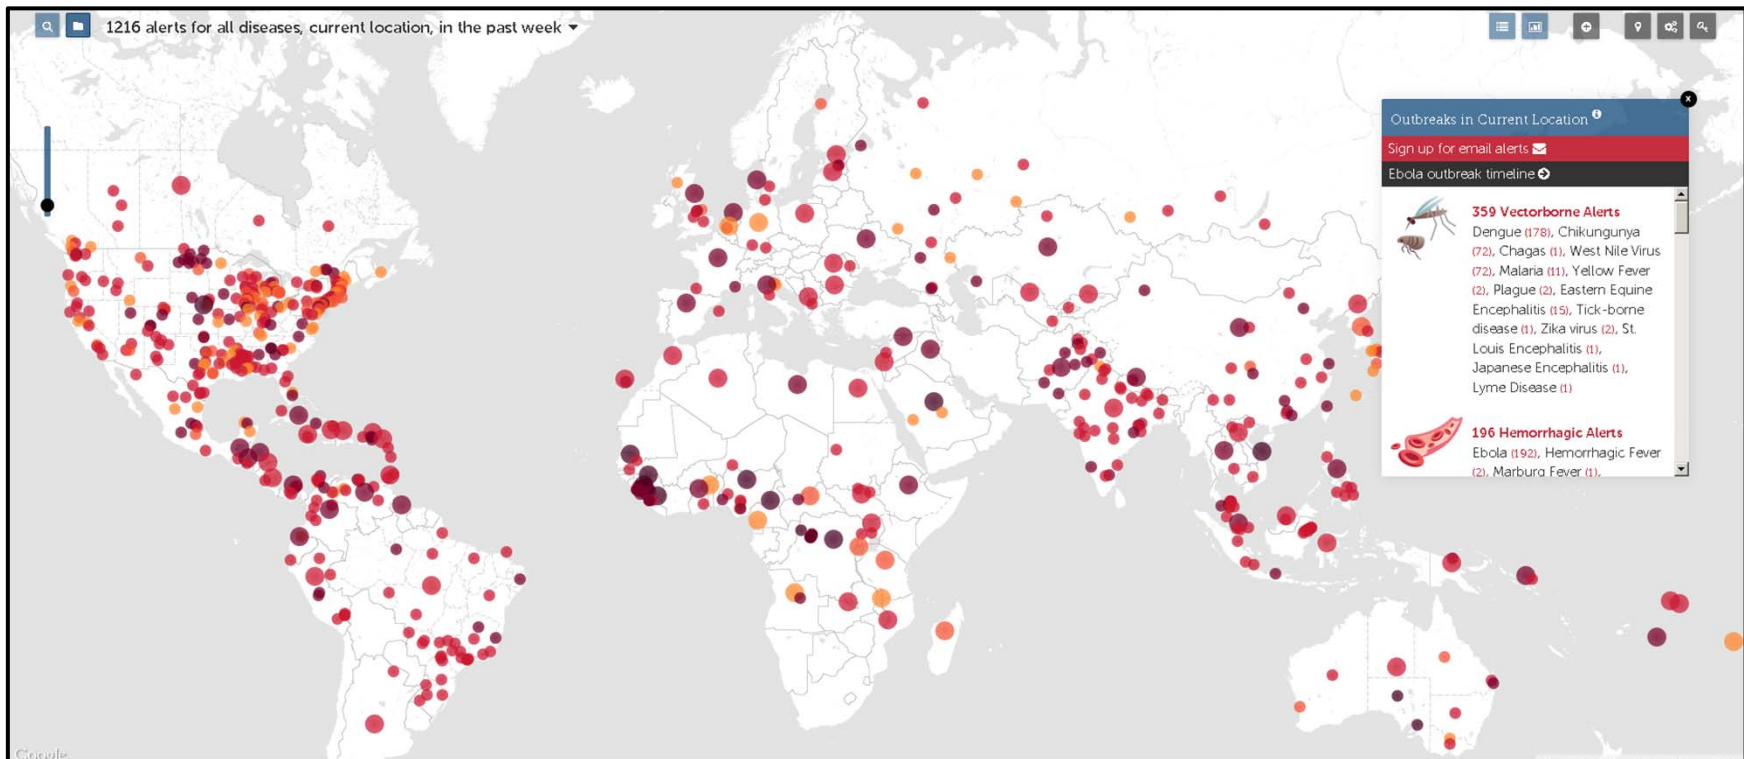 1216 alerts for all diseases, current location, in the past week
Outbreaks in Current Location
Sign up for email alerts
Ebola outbreak timeline
359 Vectorborne Alerts
Dengue (178), Chikungunya
(72), Chagas (1), West Nile Virus
(72), Malaria (11), Yellow Fever
(2), Plague (2), Eastern Equine
Encephalitis (15), Tick-borne
disease (1), Zika virus (2), St.
Louis Encephalitis (1),
Japanese Encephalitis (1),
Lyme Disease (1)
196 Hemorrhagic Alerts
Ebola (192), Hemorrhagic Fever
(2), Marburg Fever (1),
Google